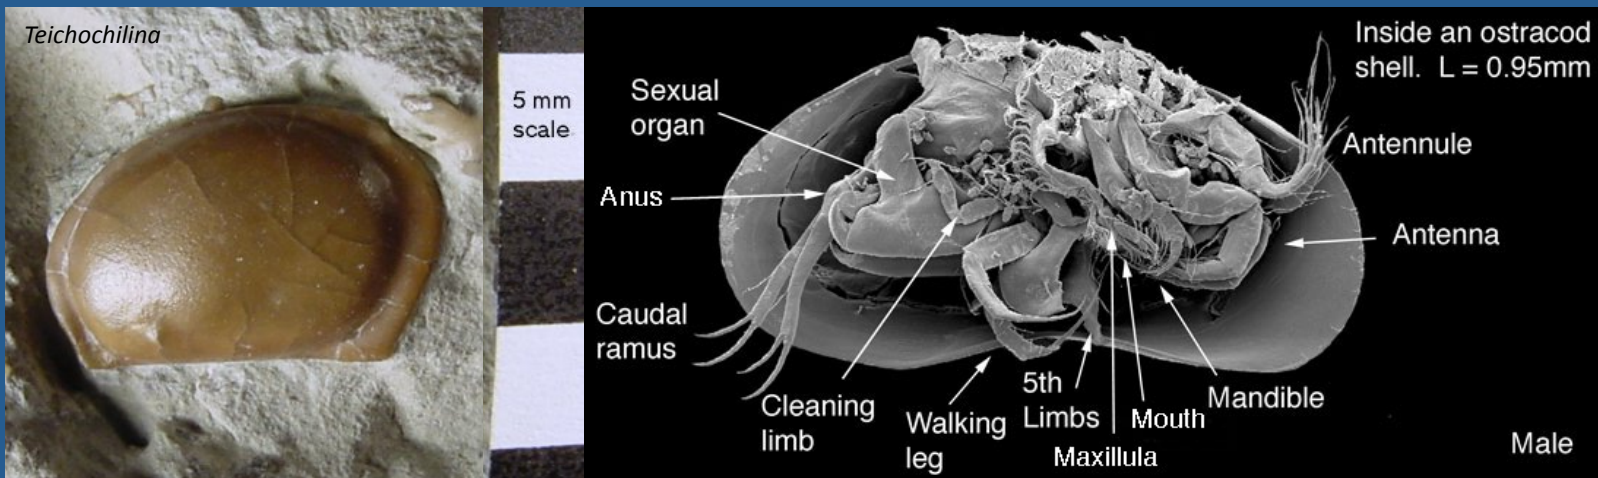 Teichochilina
5 mm
scale
Inside an ostracod
shell. L = 0.95mm
Sexual
organ
Antennule
Anus
Antenna
Caudal
ramus
Cleaning
limb
Walking
leg
5th
Limbs
Maxillula
Mouth
Mandible
Male